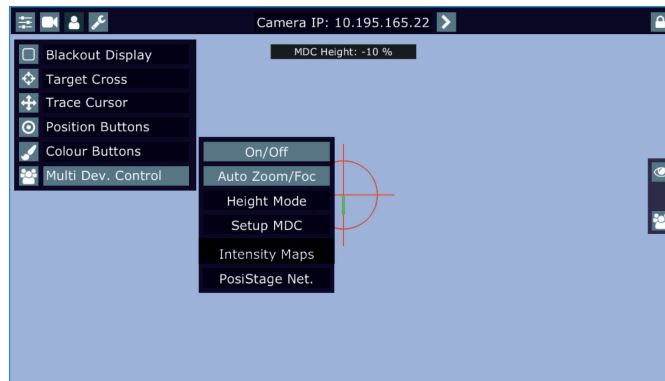 Camera IP: 10.195.165.22
MDC Height: -10 %
Blackout Display
Target Cross
Trace Cursor
Position Buttons
Colour Buttons
Multi Dev. Control
On/Off
Auto Zoom/Foc
Height Mode
Setup MDC
Intensity Maps
PosiStage Net.